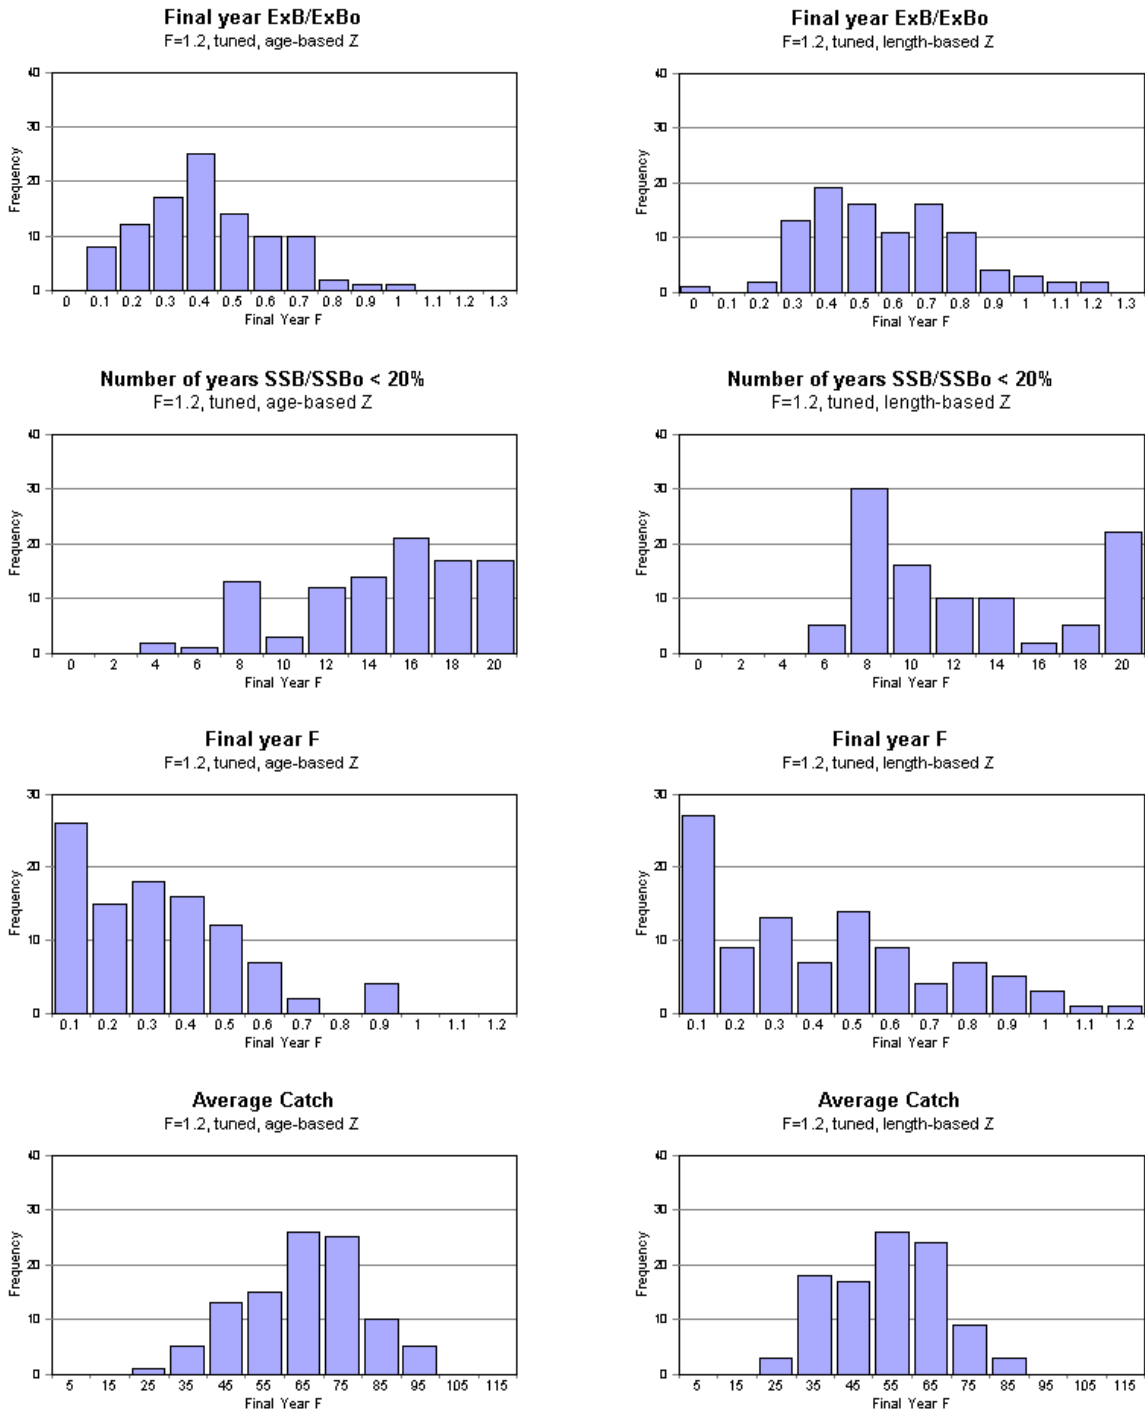 Final year ExB/ExBo
F=1.2, tuned, age-based Z
40
30
20
10
0
Frequency
0 0.1 0.2 0.3 0.4 0.5 0.6 0.7 0.8 0.9 1 1.1 1.2 1.3
Final Year F
Final year ExB/ExBo
F=1.2, tuned, length-based Z
40
30
20
10
0
Frequency
0 0.1 0.2 0.3 0.4 0.5 0.6 0.7 0.8 0.9 1 1.1 1.2 1.3
Final Year F
Number of years SSB/SSBo < 20%
F=1.2, tuned, age-based Z
40
30
20
10
0
Frequency
0 2 4 6 8 10 12 14 16 18 20
Final Year F
Number of years SSB/SSBo < 20%
F=1.2, tuned, length-based Z
40
30
20
10
0
Frequency
0 2 4 6 8 10 12 14 16 18 20
Final Year F
Final year F
F=1.2, tuned, age-based Z
30
20
10
0
Frequency
0.1 0.2 0.3 0.4 0.5 0.6 0.7 0.8 0.9 1 1.1 1.2
Final Year F
Final year F
F=1.2, tuned, length-based Z
30
20
10
0
Frequency
0.1 0.2 0.3 0.4 0.5 0.6 0.7 0.8 0.9 1 1.1 1.2
Final Year F
Average Catch
F=1.2, tuned, age-based Z
40
30
20
10
0
Frequency
5 15 25 35 45 55 65 75 85 95 105 115
Final Year F
Average Catch
F=1.2, tuned, length-based Z
40
30
20
10
0
Frequency
5 15 25 35 45 55 65 75 85 95 105 115
Final Year F